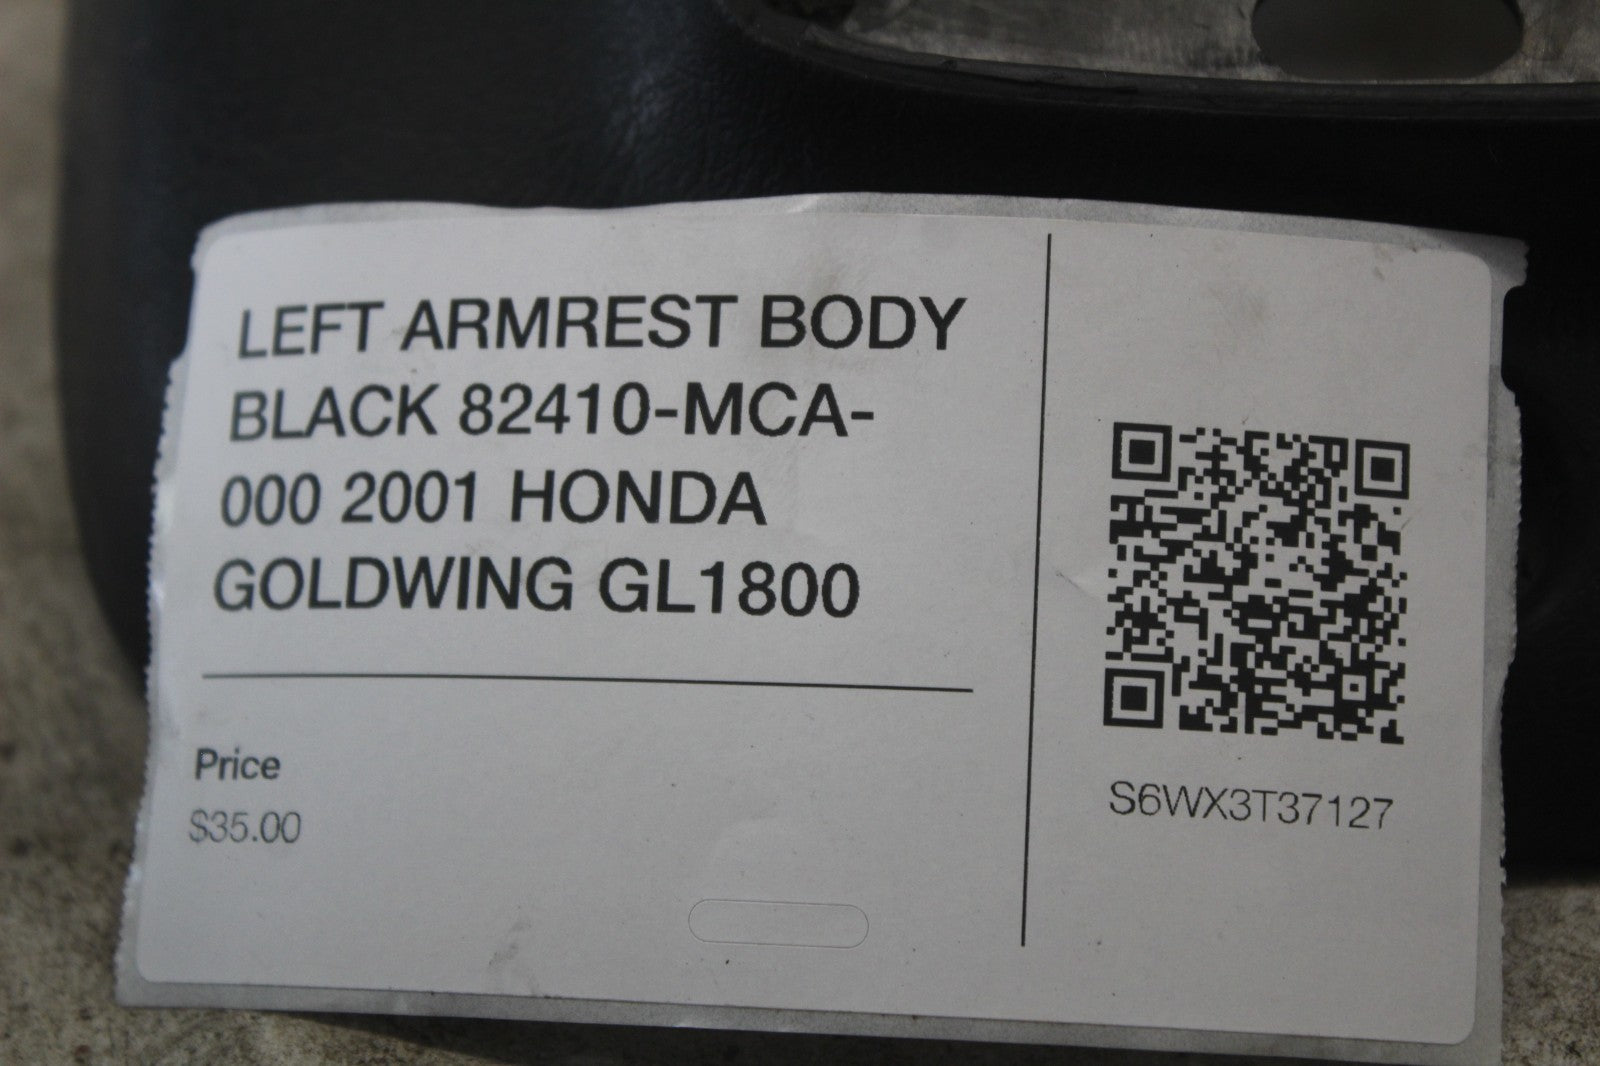 LEFT ARMREST BODY
BLACK 82410-MCA-
000 2001 HONDA
GOLDWING GL1800
Price
$35.00
S6WX3T37127